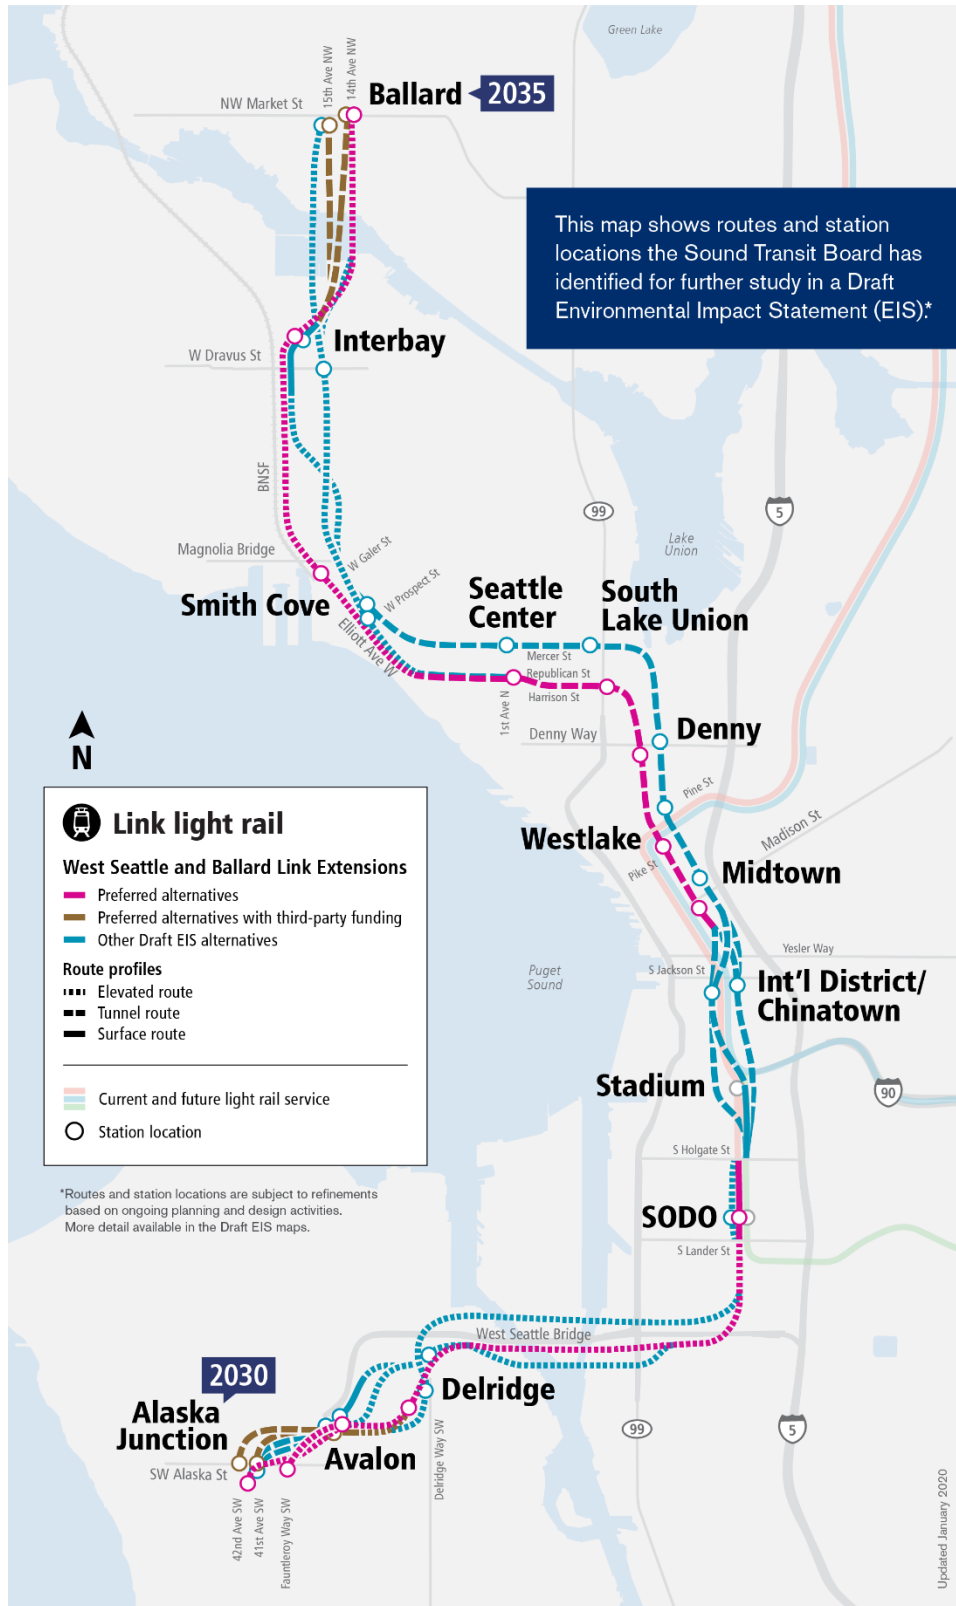 Green Lake
15th Ave NW
14th Ave NW
NW Market St
Ballard
2035
This map shows routes and station
locations the Sound Transit Board has
identified for further study in a Draft
Environmental Impact Statement (EIS).*
Interbay
W Dravus St
BNSF
99
5
Lake
Union
Magnolia Bridge
W Galer St
W Prospect St
Smith Cove
Elliott Ave W
Seattle
Center
South
Lake Union
Mercer St
Republican St
Harrison St
1st Ave N
Denny Way
Denny
N
Pine St
Madison St
Westlake
Pike St
Midtown
Link light rail
West Seattle and Ballard Link Extensions
Preferred alternatives
Preferred alternatives with third-party funding
Other Draft EIS alternatives
Route profiles
Elevated route
Tunnel route
Surface route
Current and future light rail service
Station location
Yesler Way
S Jackson St
Puget
Sound
Int'l District/
Chinatown
Stadium
90
S Holgate St
*Routes and station locations are subject to refinements
based on ongoing planning and design activities.
More detail available in the Draft EIS maps.
SODO
S Lander St
West Seattle Bridge
2030
Delridge
Alaska
Junction
Avalon
99
5
SW Alaska St
Delridge Way SW
42nd Ave SW
41st Ave SW
Fauntleroy Way SW
Updated January 2020